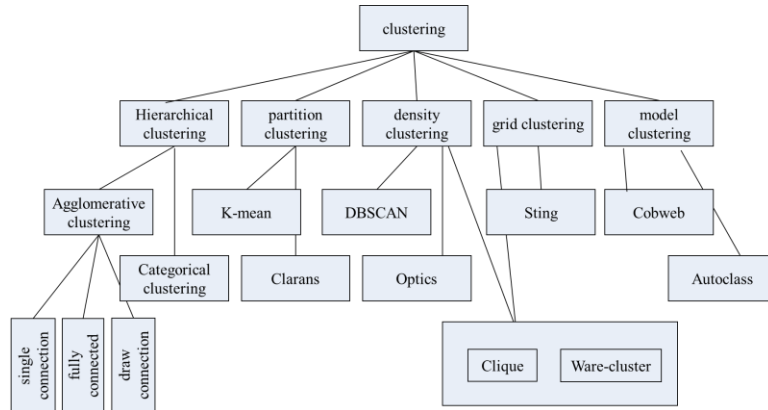 clustering
Hierarchical
clustering
partition
clustering
density
clustering
grid clustering
model
clustering
Agglomerative
clustering
K-mean
DBSCAN
Sting
Cobweb
Categorical
clustering
Clarans
Optics
Autoclass
single
connection
fully
connected
draw
connection
Clique
Ware-cluster